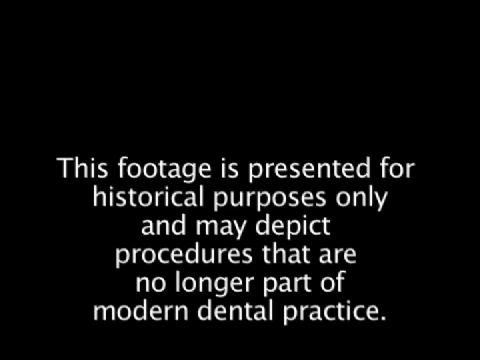 This footage is presented for
historical purposes only
and may depict
procedures that are
no longer part of
modern dental practice.